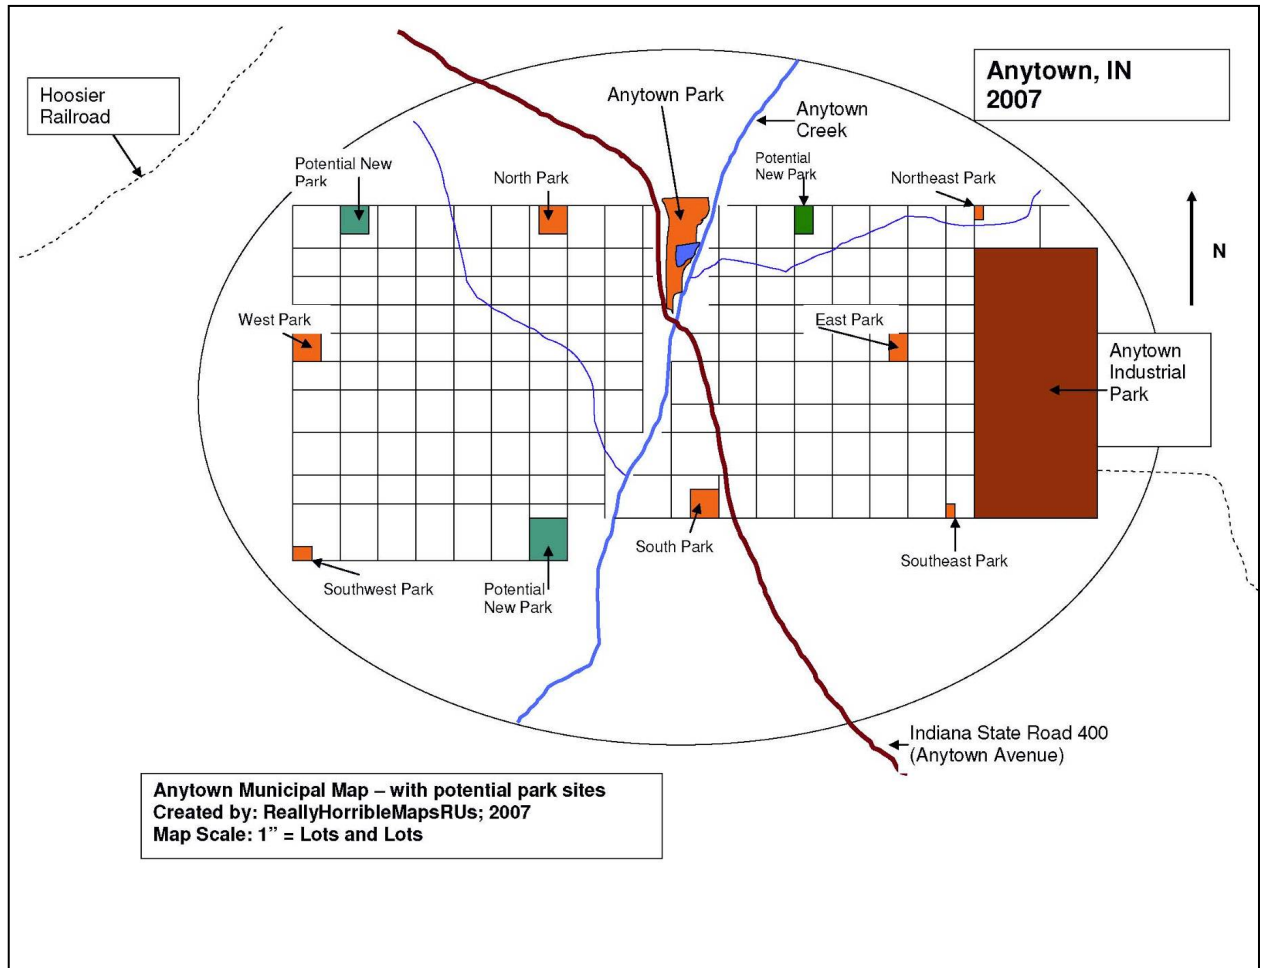 Anytown, IN
2007
Hoosier
Railroad
Anytown Park
Anytown
Creek
Potential New
Park
North Park
Potential
New Park
Northeast Park
N
West Park
East Park
Anytown
Industrial
Park
South Park
Southeast Park
Southwest Park
Potential
New Park
Indiana State Road 400
(Anytown Avenue)
Anytown Municipal Map – with potential park sites
Created by: ReallyHorribleMapsRUs; 2007
Map Scale: 1” = Lots and Lots